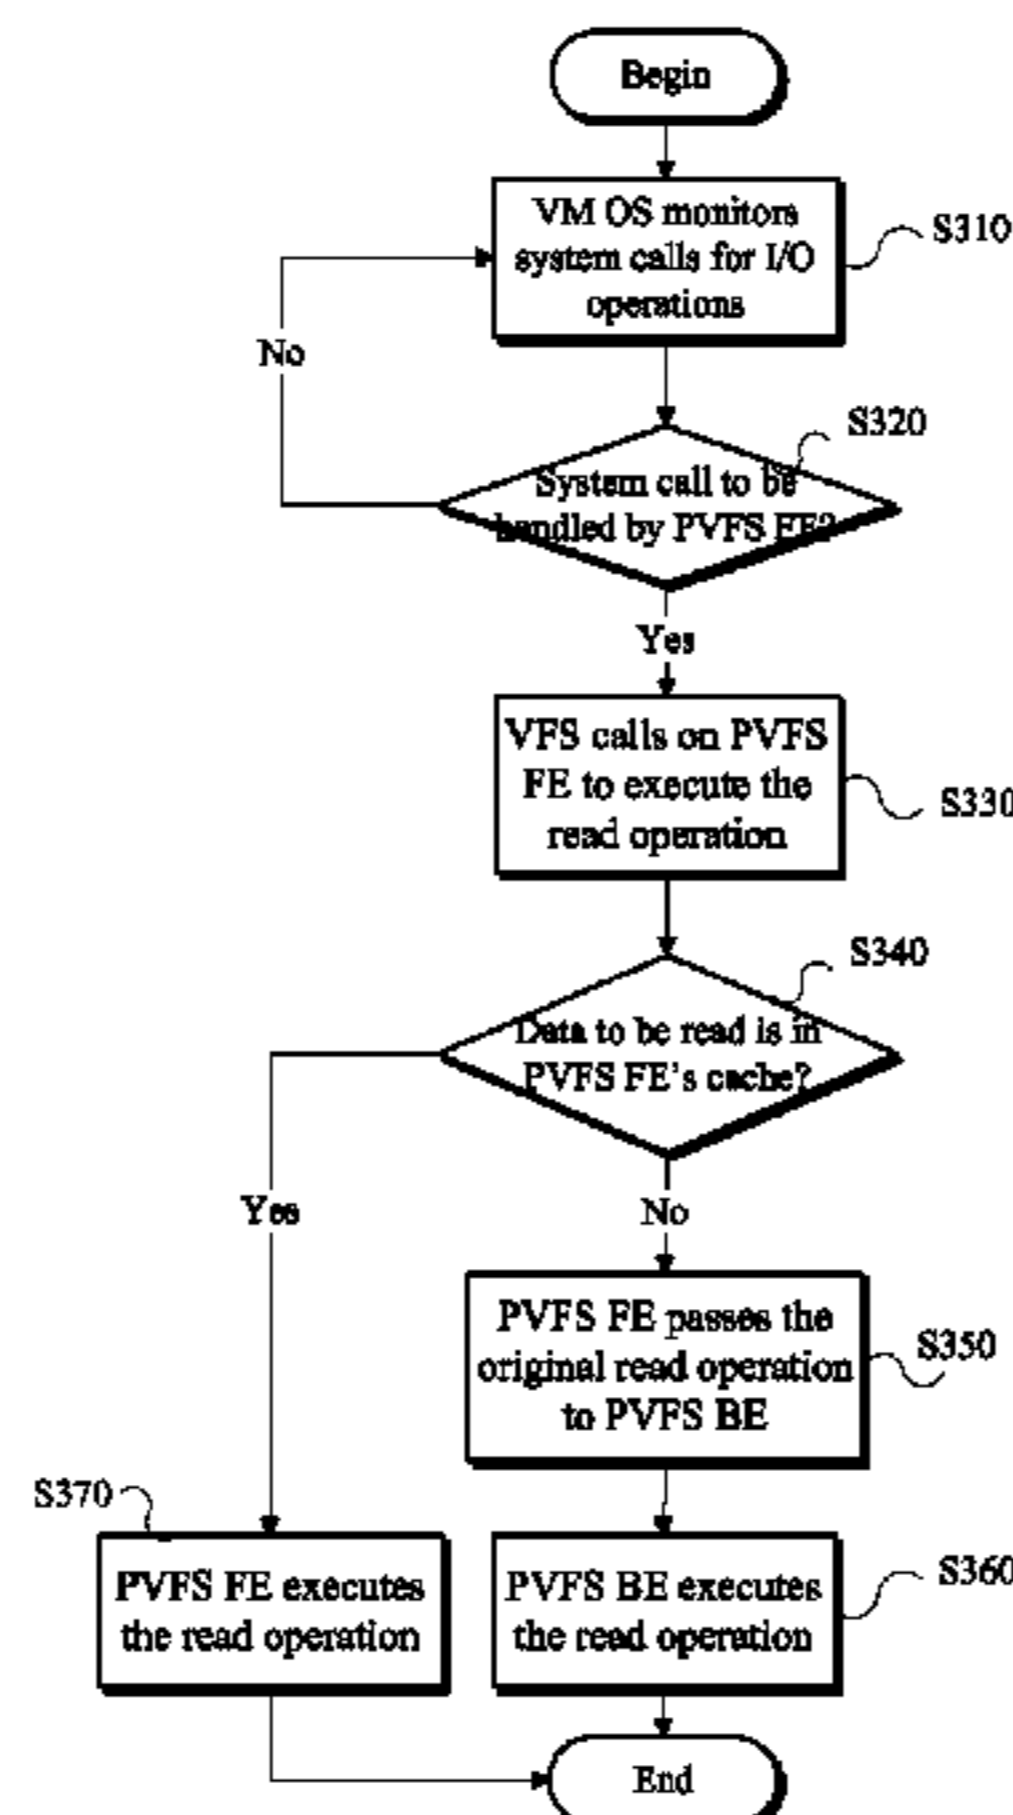 Begin
VM OS monitors
system calls for I/O
operations
S310
No
S320
System call to be
handled by PVFS FE?
Yes
VFS calls on PVFS
FE to execute the
read operation
S330
S340
Data to be read is in
PVFS FE's cache?
Yes
No
PVFS FE passes the
original read operation
to PVFS BE
S350
S370
PVFS FE executes
the read operation
PVFS BE executes
the read operation
S360
End